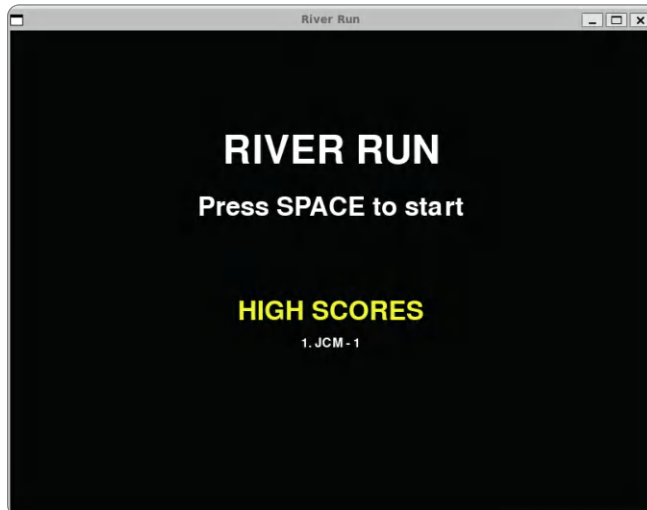 River Run
RIVER RUN
Press SPACE to start
HIGH SCORES
1. JCM - 1